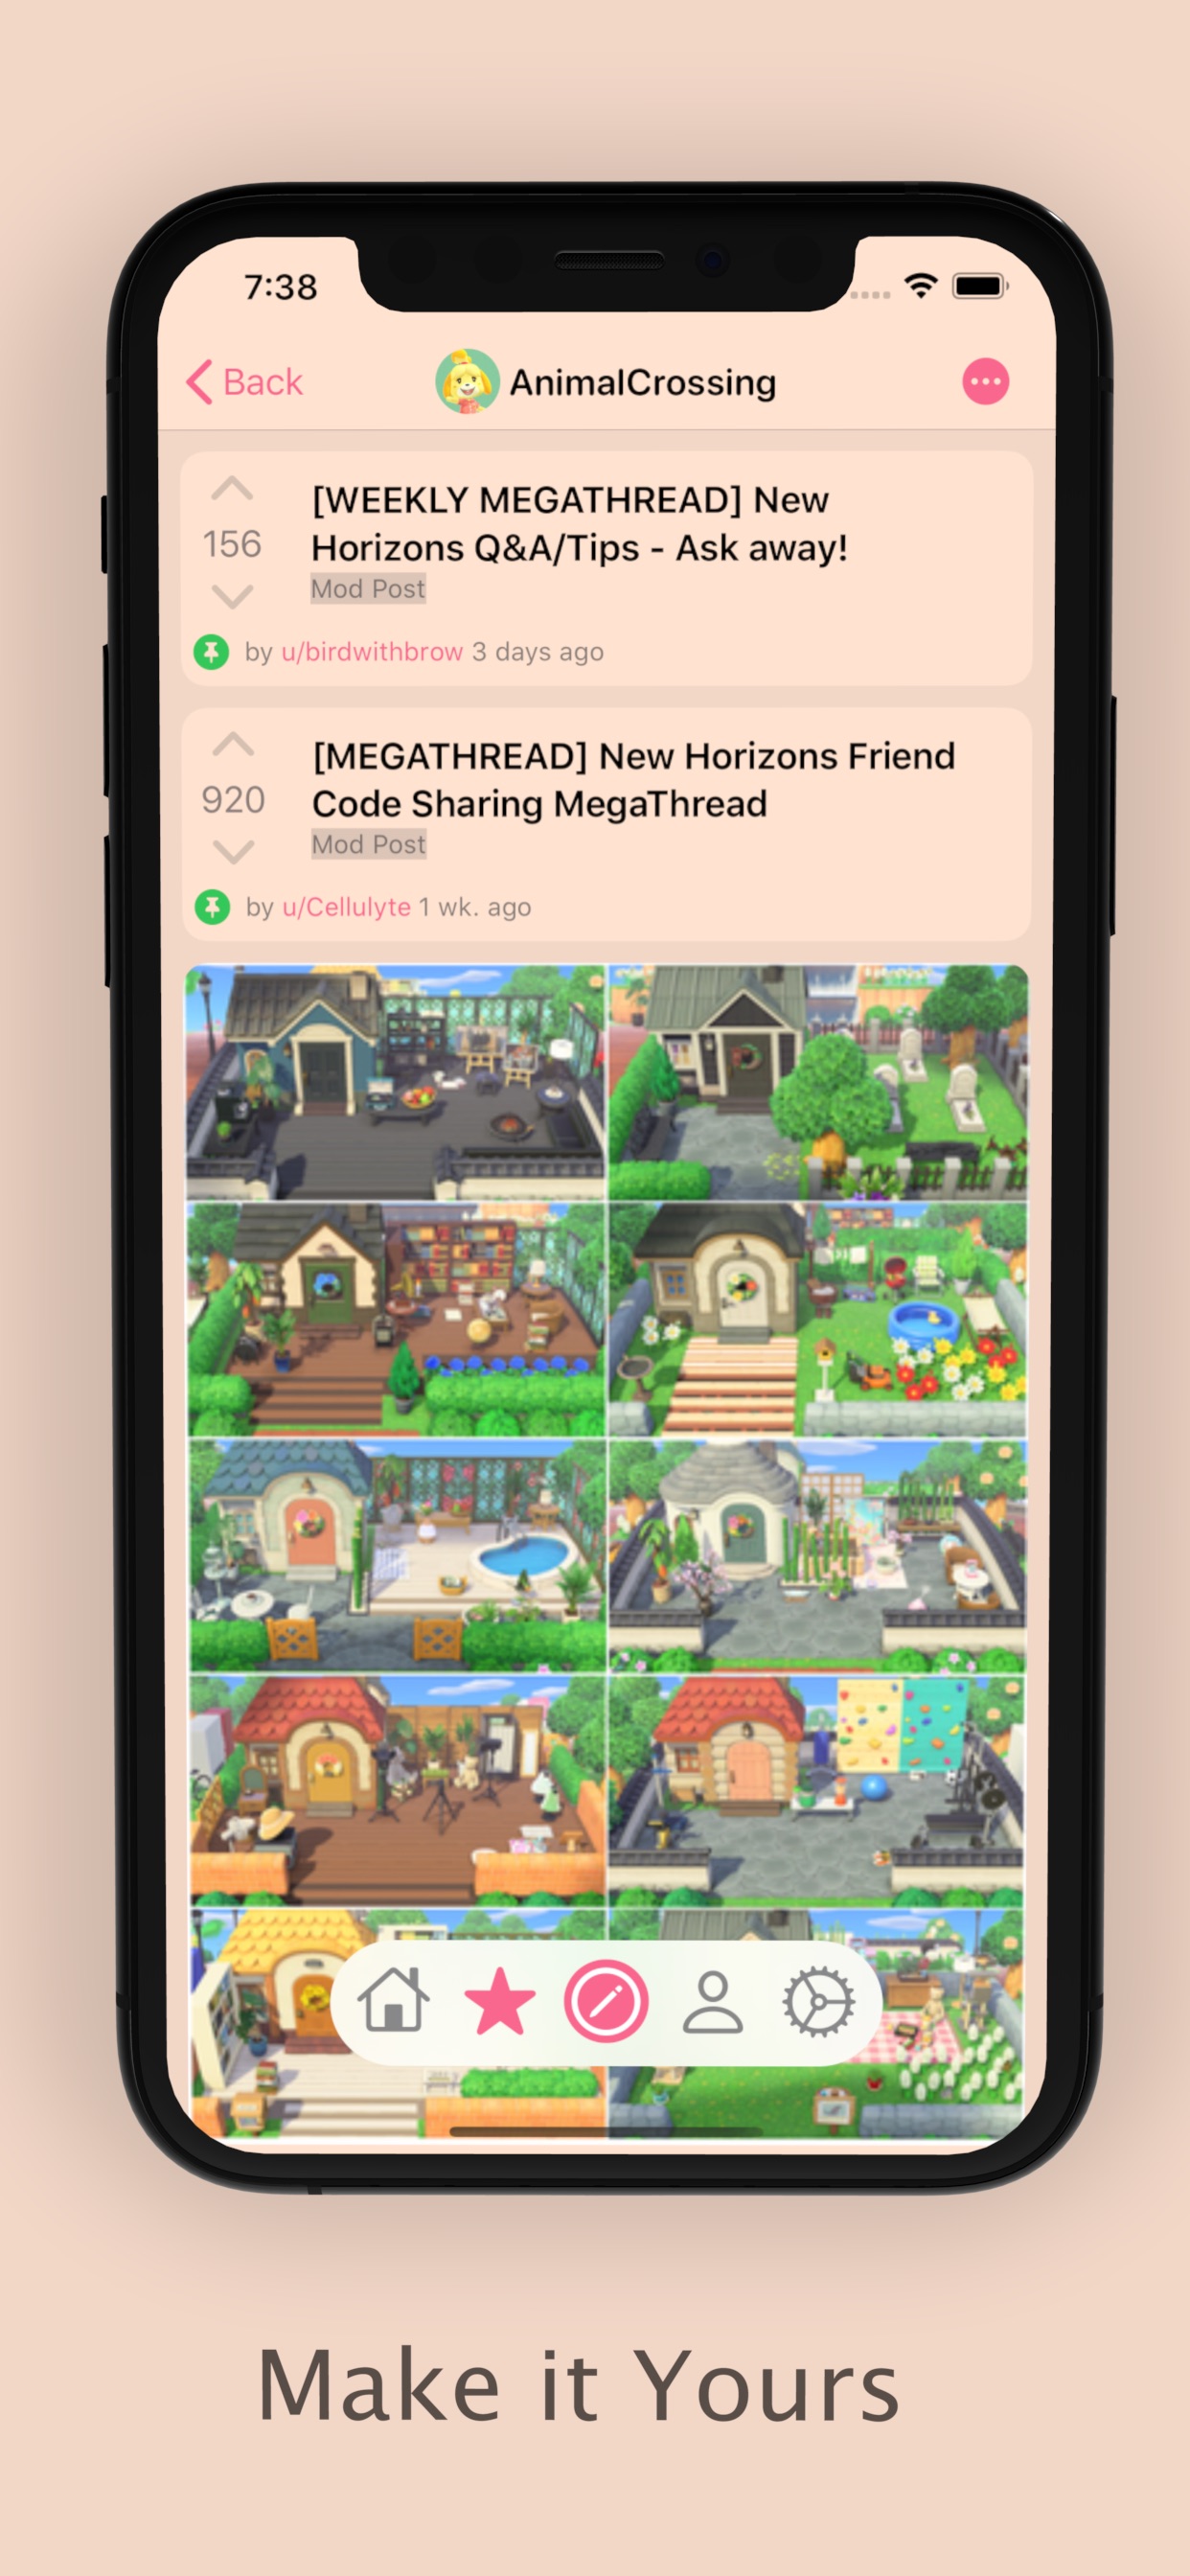 7:38
Back
AnimalCrossing
[WEEKLY MEGATHREAD] New
Horizons Q&A/Tips - Ask away!
156
Mod Post
by u/birdwithbrow 3 days ago
[MEGATHREAD] New Horizons Friend
Code Sharing MegaThread
920
Mod Post
by u/Cellulyte 1 wk. ago
Make it Yours